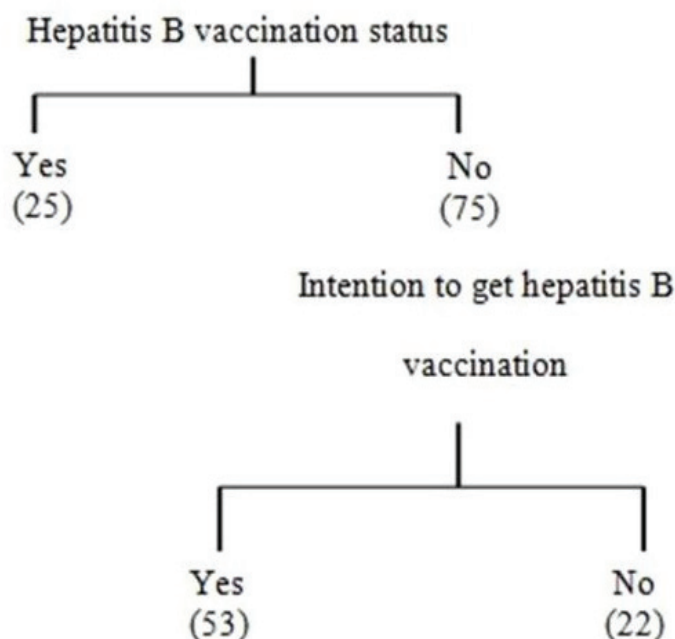 Hepatitis B vaccination status
Yes No
(25) (75)
Intention to get hepatitis B
vaccination
Yes No
(53) (22)